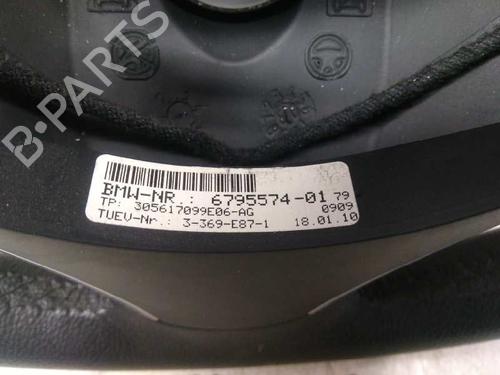 B-PARTS
BMW-NR.: 6795574-01 79
TP: 305617099E06-AG 0909
TUEV-Nr.: 3-369-E87-1 18.01.10